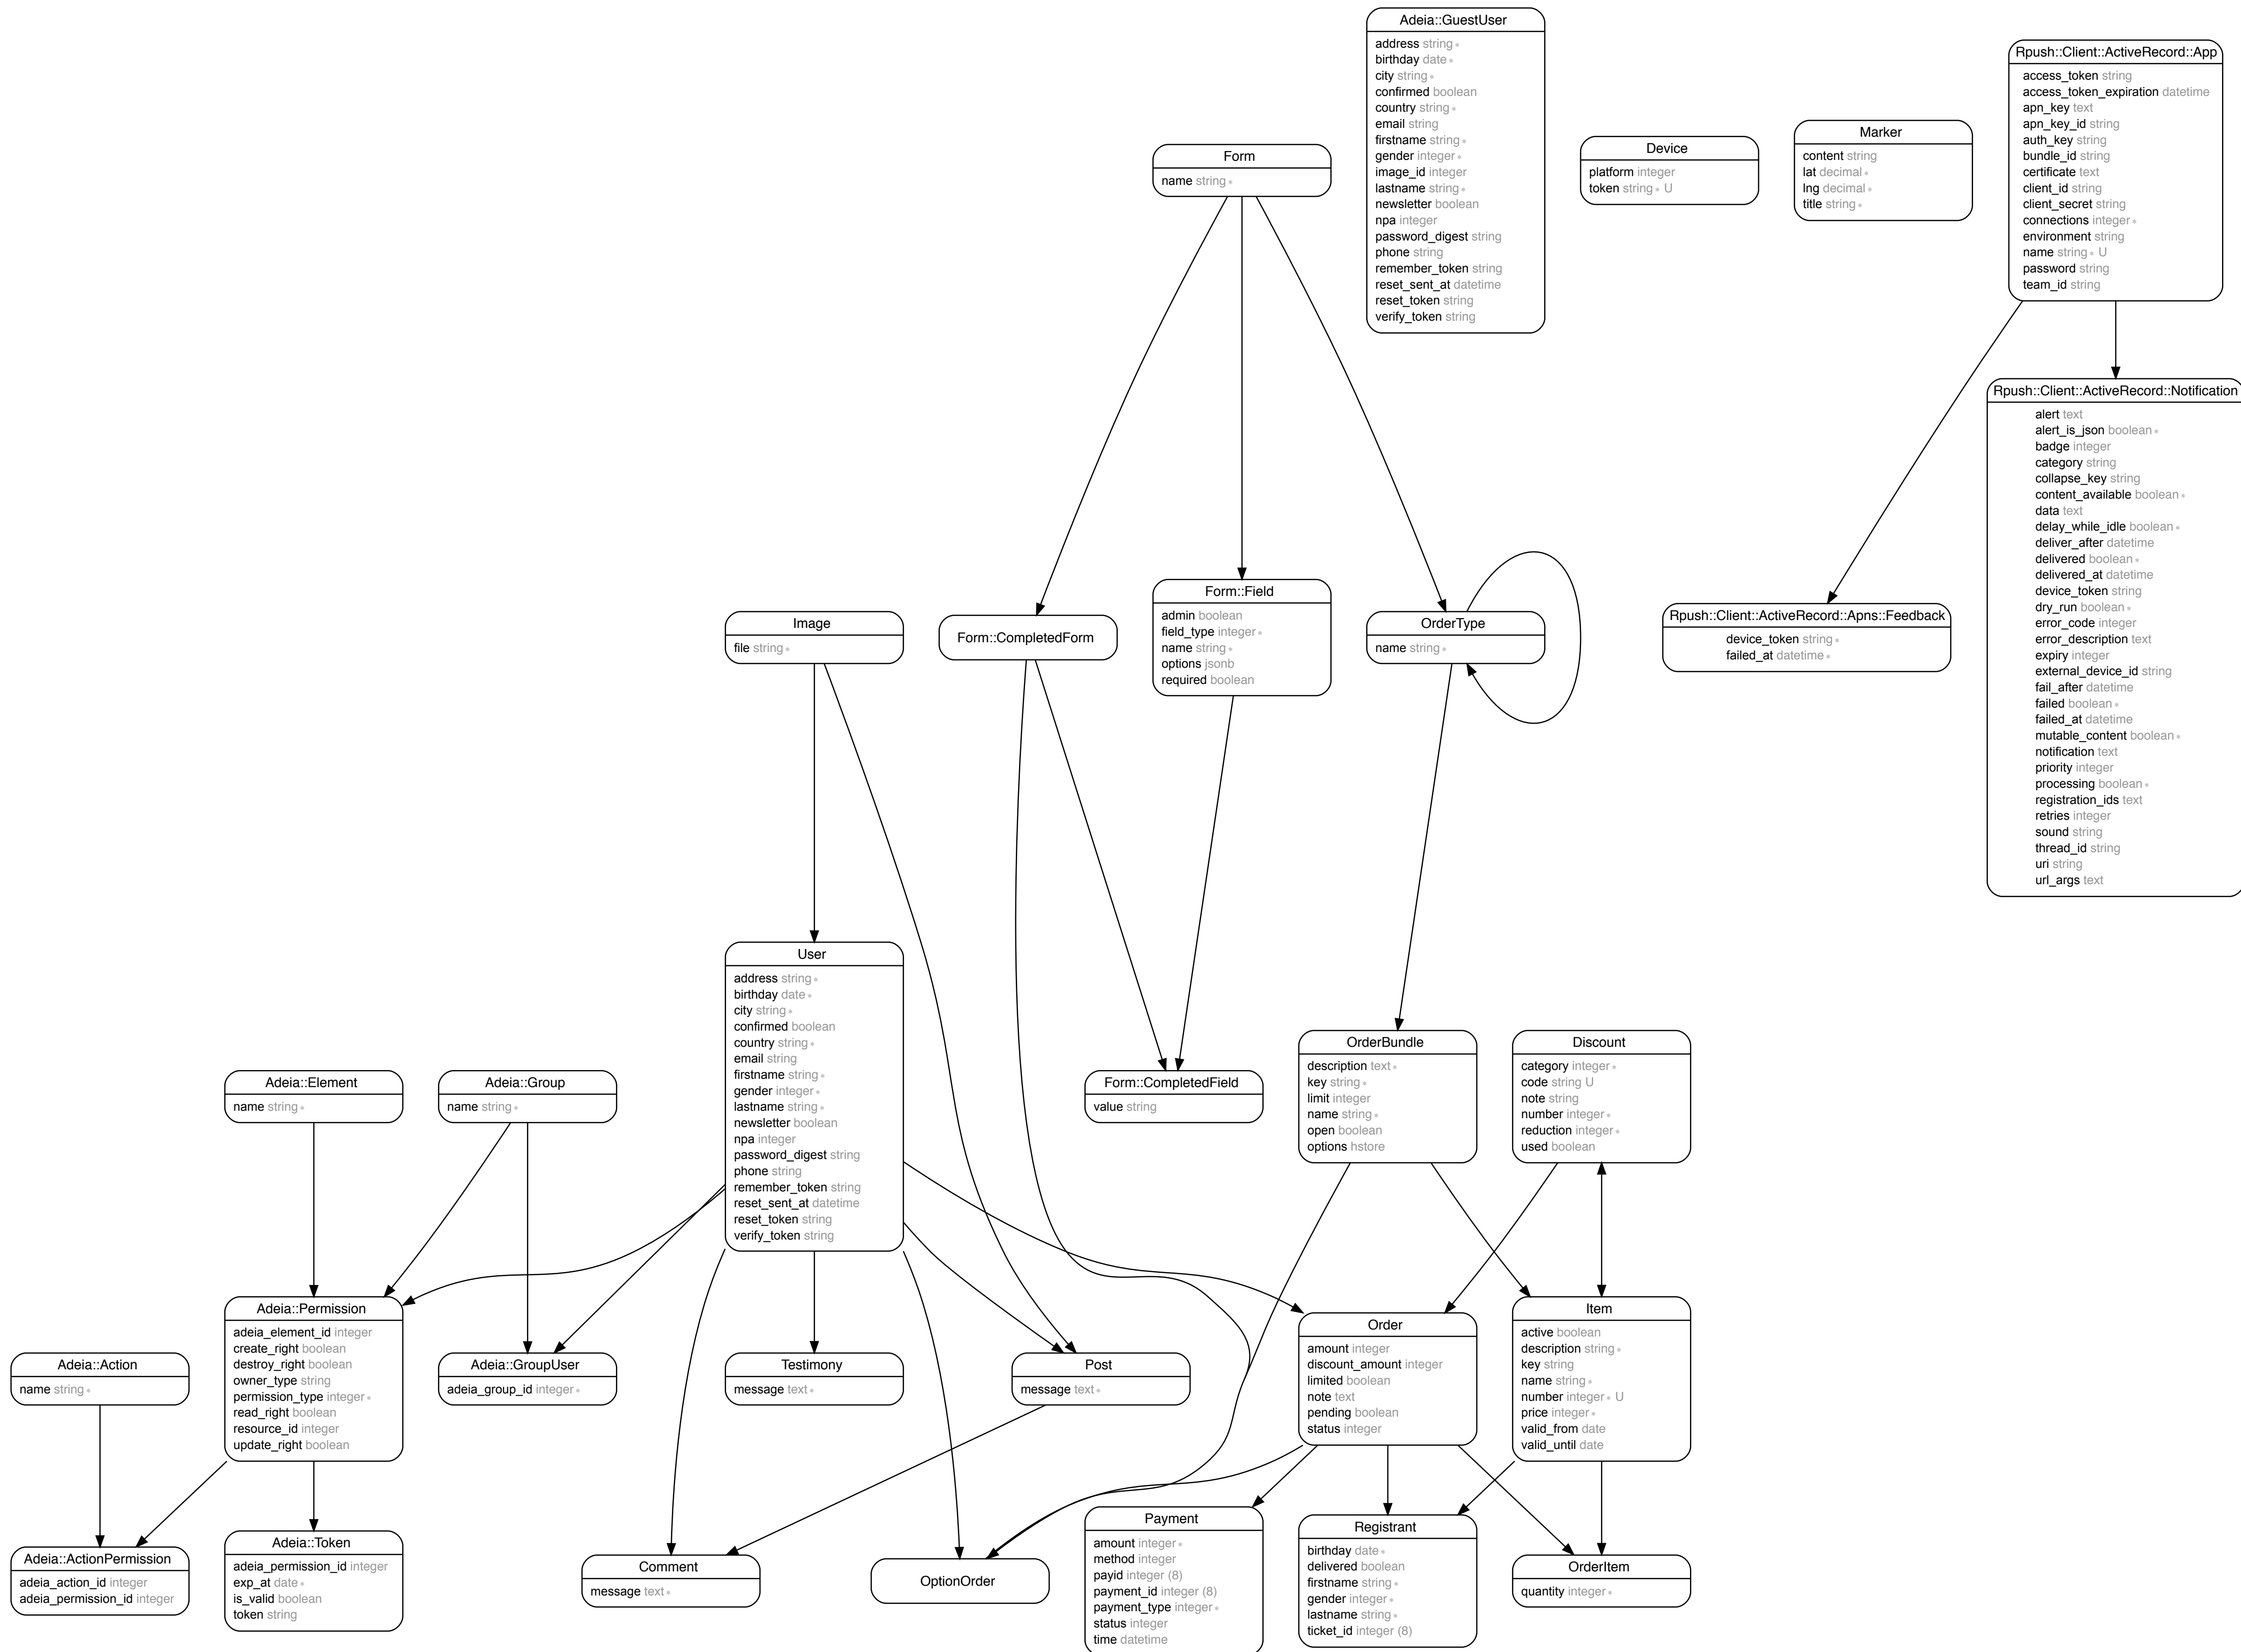 Adeia::GuestUser
address string *
birthday date *
city string *
confirmed boolean
country string *
email string
firstname string *
gender integer *
image_id integer
lastname string *
newsletter boolean
npa integer
password_digest string
phone string
remember_token string
reset_sent_at datetime
reset_token string
verify_token string
Rpush::Client::ActiveRecord::App
access_token string
access_token_expiration datetime
apn_key text
apn_key_id string
auth_key string
bundle_id string
certificate text
client_id string
client_secret string
connections integer *
environment string
name string * U
password string
team_id string
Marker
content string
lat decimal *
lng decimal *
title string *
Device
platform integer
token string * U
Form
name string *
Rpush::Client::ActiveRecord::Notification
alert text
alert_is_json boolean *
badge integer
category string
collapse_key string
content_available boolean *
data text
delay_while_idle boolean *
deliver_after datetime
delivered boolean *
delivered_at datetime
device_token string
dry_run boolean *
error_code integer
error_description text
expiry integer
external_device_id string
fail_after datetime
failed boolean *
failed_at datetime
mutable_content boolean *
notification text
priority integer
processing boolean *
registration_ids text
retries integer
sound string
thread_id string
uri string
url_args text
Form::Field
admin boolean
field_type integer *
name string *
options jsonb
required boolean
Rpush::Client::ActiveRecord::Apns::Feedback
device_token string *
failed_at datetime *
Image
file string *
Form::CompletedForm
OrderType
name string *
User
address string *
birthday date *
city string *
confirmed boolean
country string *
email string
firstname string *
gender integer *
lastname string *
newsletter boolean
npa integer
password_digest string
phone string
remember_token string
reset_sent_at datetime
reset_token string
verify_token string
OrderBundle
description text *
key string *
limit integer
name string *
open boolean
options hstore
Discount
category integer *
code string U
note string
number integer *
reduction integer *
used boolean
Adeia::Element
name string *
Adeia::Group
name string *
Form::CompletedField
value string
Adeia::Permission
adeia_element_id integer
create_right boolean
destroy_right boolean
owner_type string
permission_type integer *
read_right boolean
resource_id integer
update_right boolean
Item
active boolean
description string *
key string
name string *
number integer * U
price integer *
valid_from date
valid_until date
Order
amount integer
discount_amount integer
limited boolean
note text
pending boolean
status integer
Adeia::Action
name string *
Adeia::GroupUser
adeia_group_id integer *
Testimony
message text *
Post
message text *
Payment
amount integer *
method integer
payid integer (8)
payment_id integer (8)
payment_type integer *
status integer
time datetime
Registrant
birthday date *
delivered boolean
firstname string *
gender integer *
lastname string *
ticket_id integer (8)
Adeia::Token
adeia_permission_id integer
exp_at date *
is_valid boolean
token string
Adeia::ActionPermission
adeia_action_id integer
adeia_permission_id integer
Comment
message text *
OptionOrder
OrderItem
quantity integer *